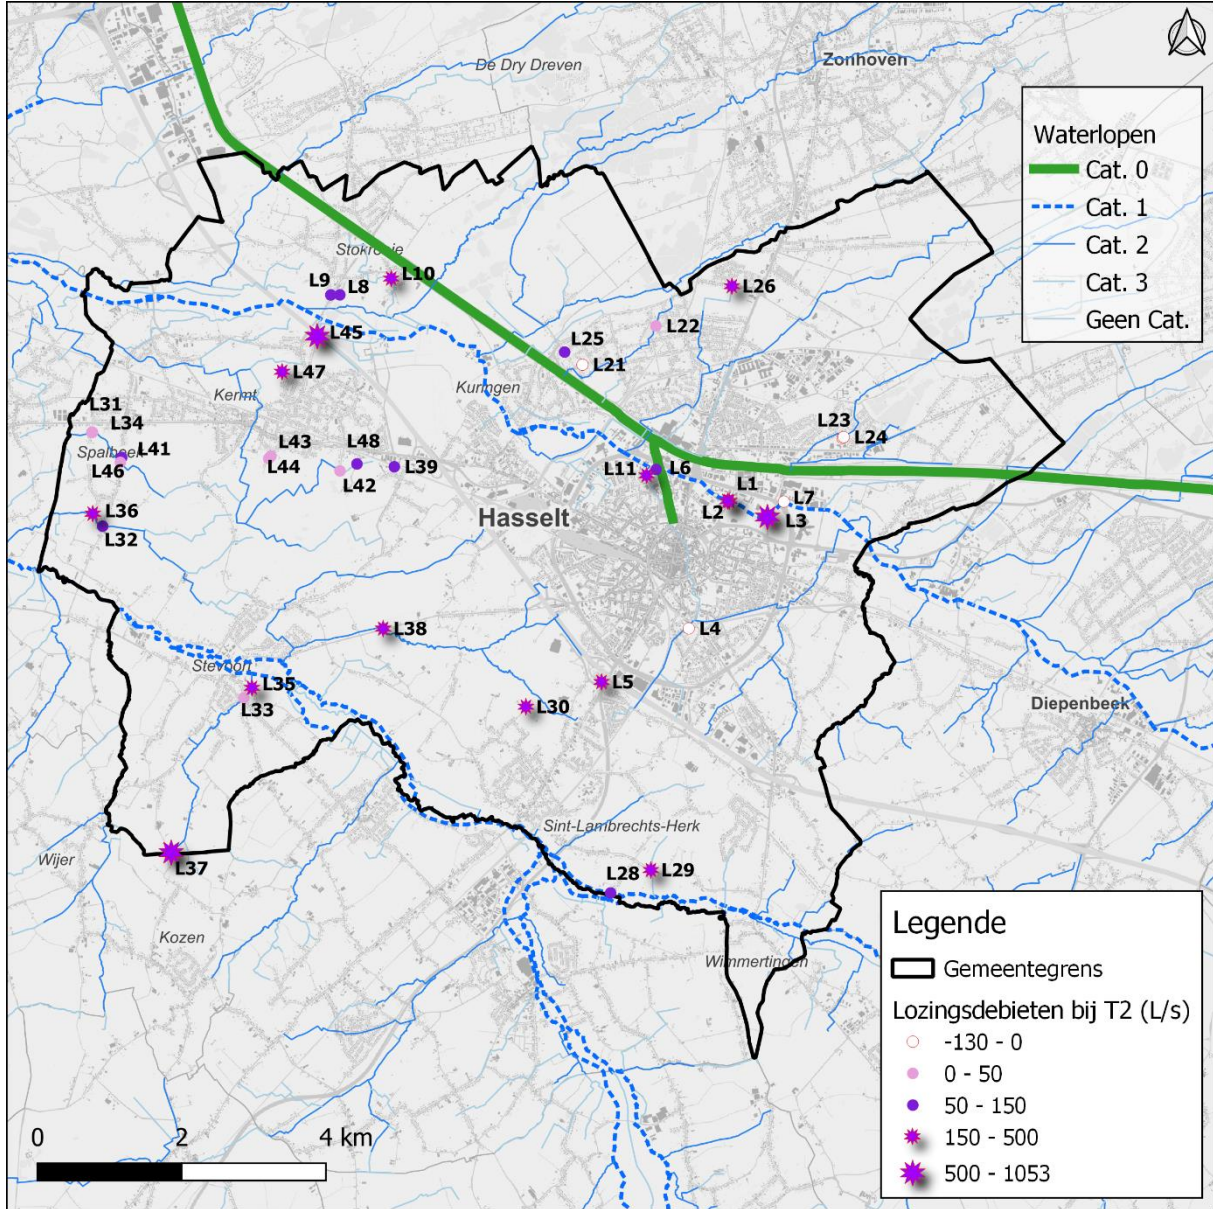 De Dry Dreven
Zonhoven
Waterlopen
Cat. 0
Cat. 1
Cat. 2
Cat. 3
Geen Cat.
Stokrooie
L10
L9
L8
L26
L45
L22
L25
L21
L47
Kermt
Kuringen
L31
L34
L23
L24
Spalbeek
L41
L46
L43
L44
L48
L39
L42
L11
L6
L1
L2
L7
L3
L36
L32
Hasselt
L38
L4
Stevoort
L35
L33
L5
L30
Diepenbeek
Sint-Lambrechts-Herk
Wijer
L37
L28
L29
Kozen
Wimmertingen
Legende
Gemeentegrens
Lozingsdebieten bij T2 (L/s)
-130 - 0
0 - 50
50 - 150
150 - 500
500 - 1053
0 2 4 km